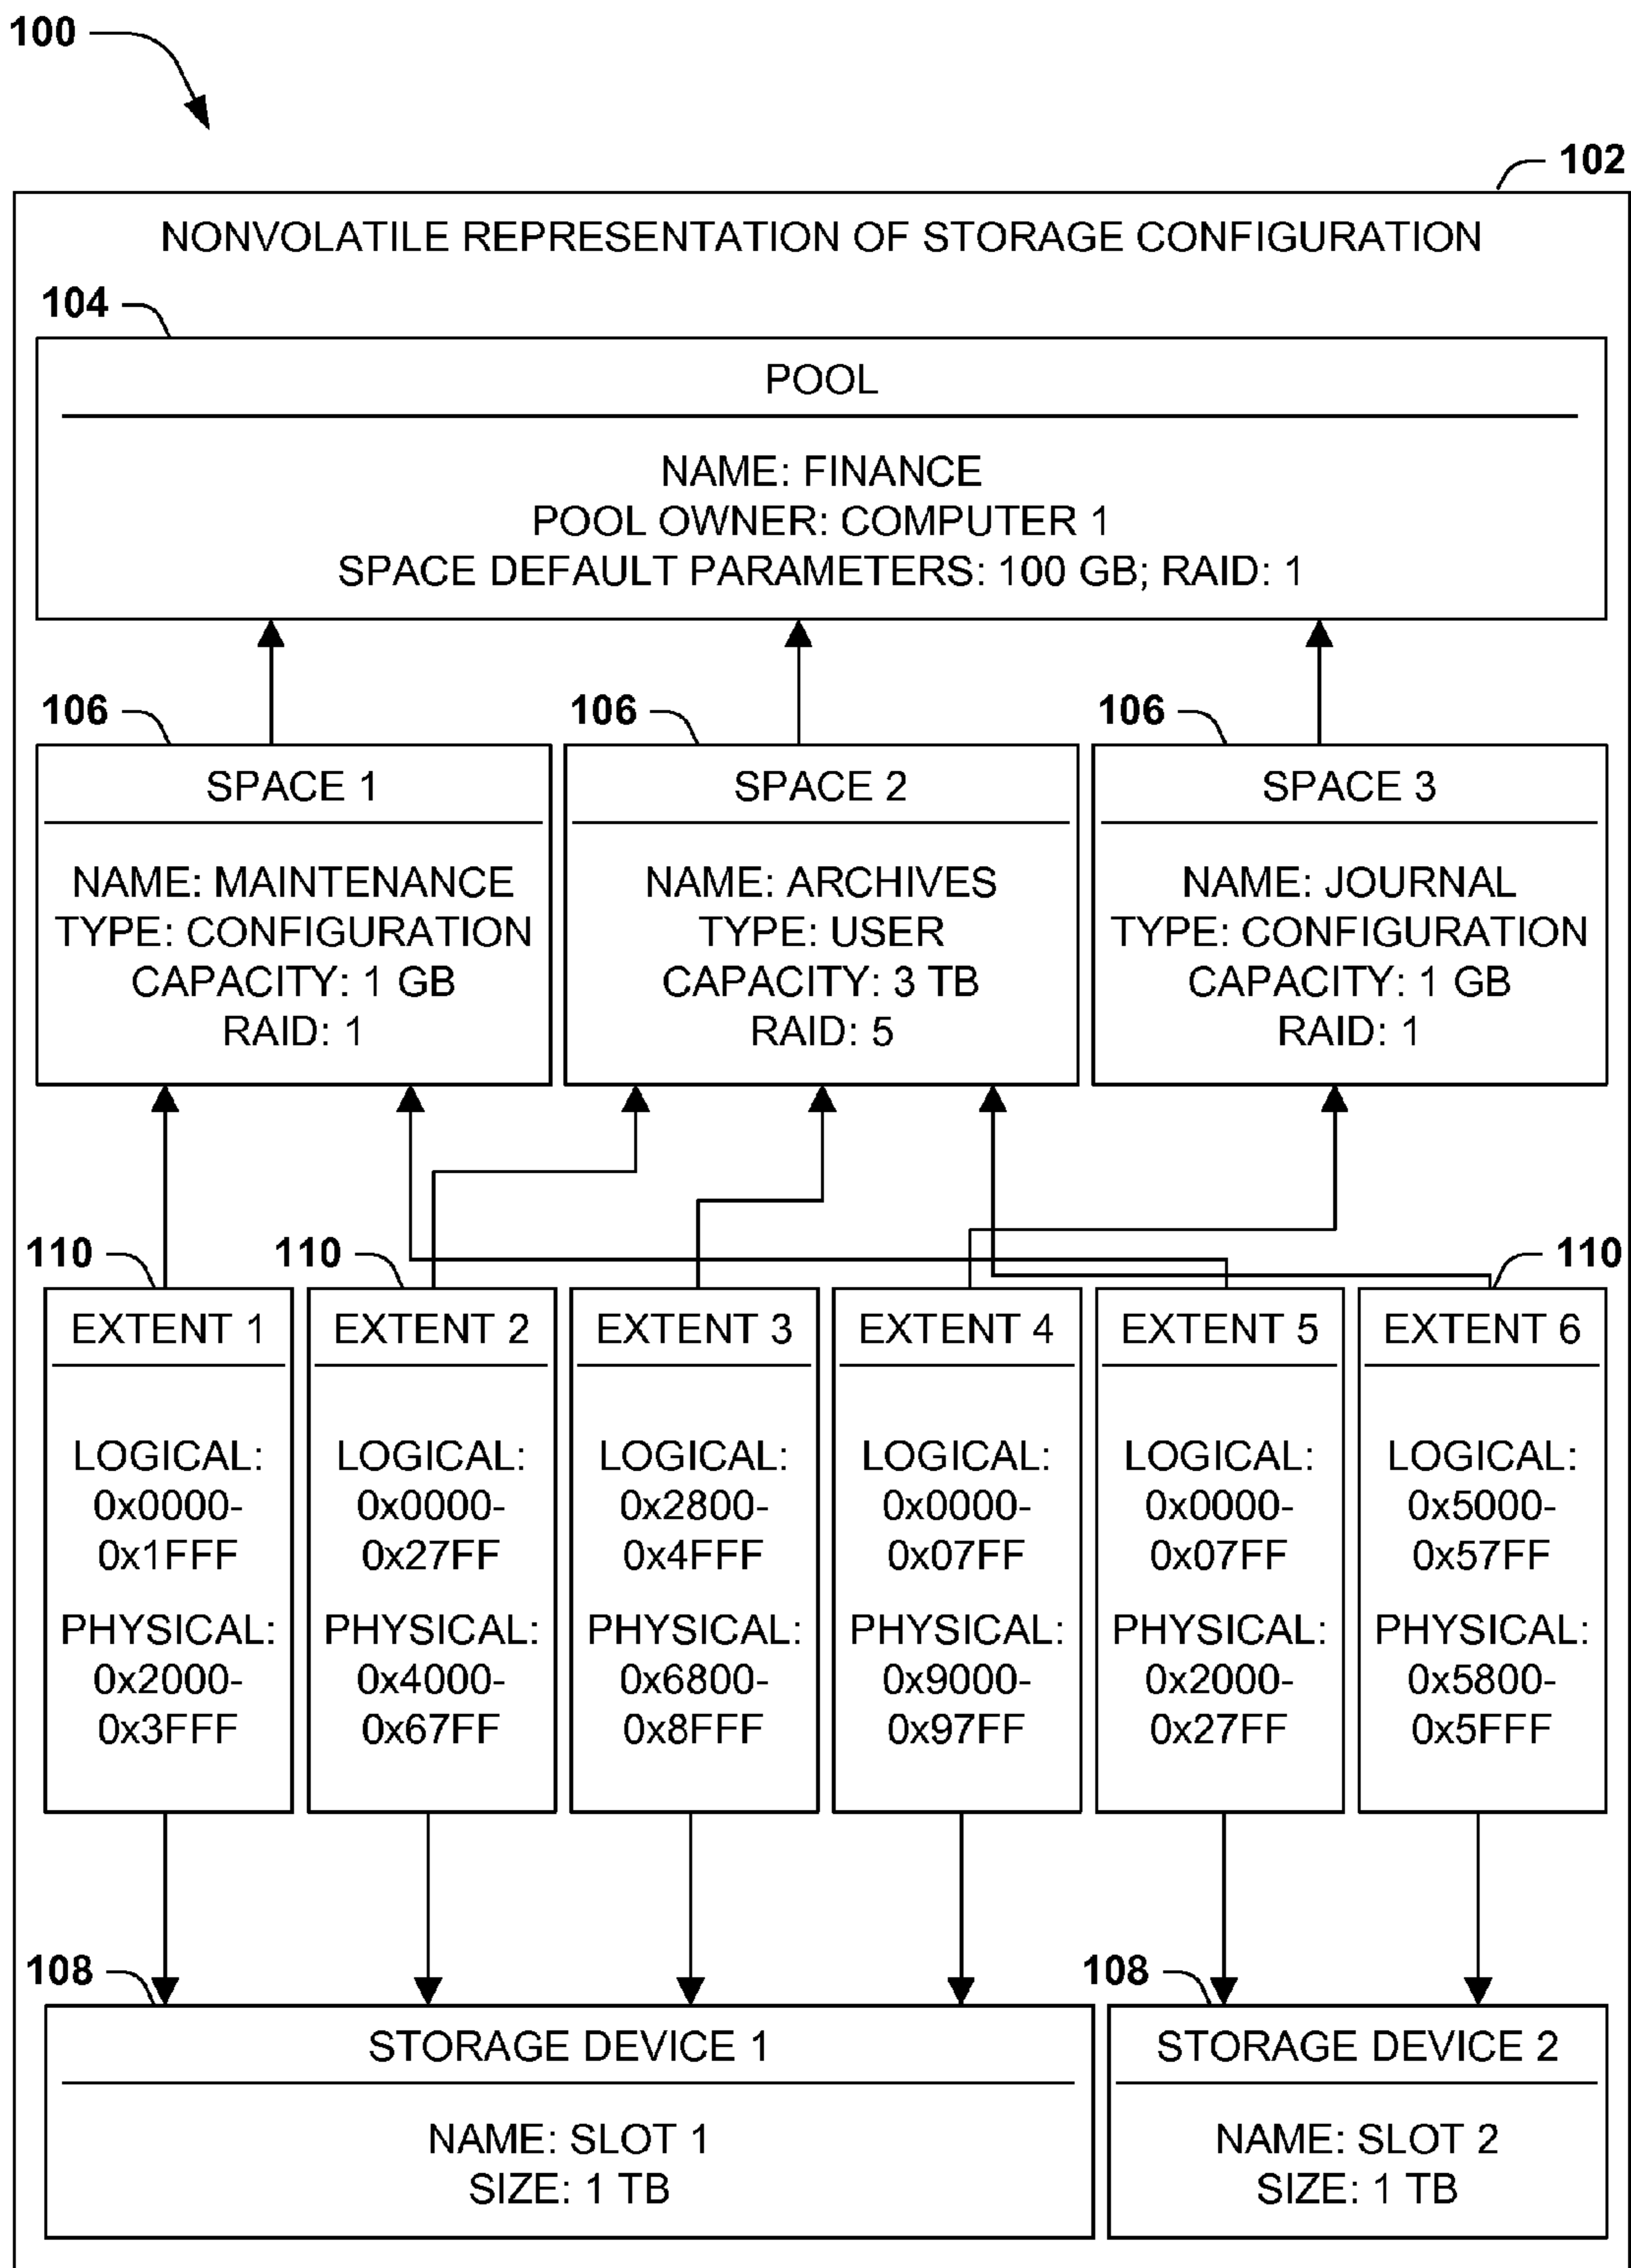 100
102
NONVOLATILE REPRESENTATION OF STORAGE CONFIGURATION
104
POOL
NAME: FINANCE
POOL OWNER: COMPUTER 1
SPACE DEFAULT PARAMETERS: 100 GB; RAID: 1
106
SPACE 1
NAME: MAINTENANCE
TYPE: CONFIGURATION
CAPACITY: 1 GB
RAID: 1
106
SPACE 2
NAME: ARCHIVES
TYPE: USER
CAPACITY: 3 TB
RAID: 5
106
SPACE 3
NAME: JOURNAL
TYPE: CONFIGURATION
CAPACITY: 1 GB
RAID: 1
110
EXTENT 1
LOGICAL:
0x0000-
0x1FFF
PHYSICAL:
0x2000-
0x3FFF
110
EXTENT 2
LOGICAL:
0x0000-
0x27FF
PHYSICAL:
0x4000-
0x67FF
EXTENT 3
LOGICAL:
0x2800-
0x4FFF
PHYSICAL:
0x6800-
0x8FFF
EXTENT 4
LOGICAL:
0x0000-
0x07FF
PHYSICAL:
0x9000-
0x97FF
EXTENT 5
LOGICAL:
0x0000-
0x07FF
PHYSICAL:
0x2000-
0x27FF
110
EXTENT 6
LOGICAL:
0x5000-
0x57FF
PHYSICAL:
0x5800-
0x5FFF
108
STORAGE DEVICE 1
NAME: SLOT 1
SIZE: 1 TB
108
STORAGE DEVICE 2
NAME: SLOT 2
SIZE: 1 TB